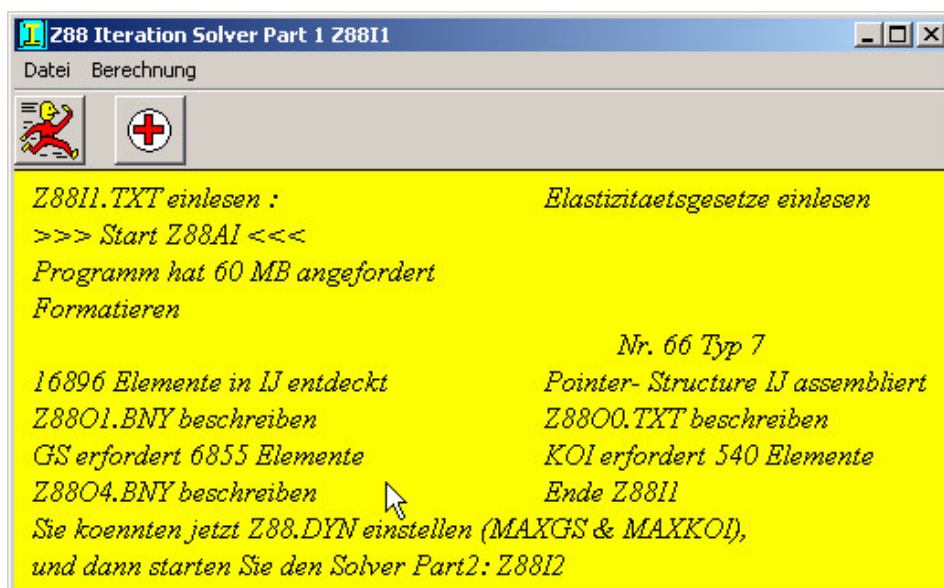 Z88 Iteration Solver Part 1 Z88I1
Datei Berechnung
Z88I1.TXT einlesen : Elastizitaetsgesetze einlesen
>>> Start Z88AI <<<
Programm hat 60 MB angefordert
Formatieren
Nr. 66 Typ 7
16896 Elemente in IJ entdeckt Pointer- Structure IJ assembliert
Z88O1.BNY beschreiben Z88O0.TXT beschreiben
GS erfordert 6855 Elemente KOI erfordert 540 Elemente
Z88O4.BNY beschreiben Ende Z88I1
Sie koennten jetzt Z88.DYN einstellen (MAXGS & MAXKOI),
und dann starten Sie den Solver Part2: Z88I2